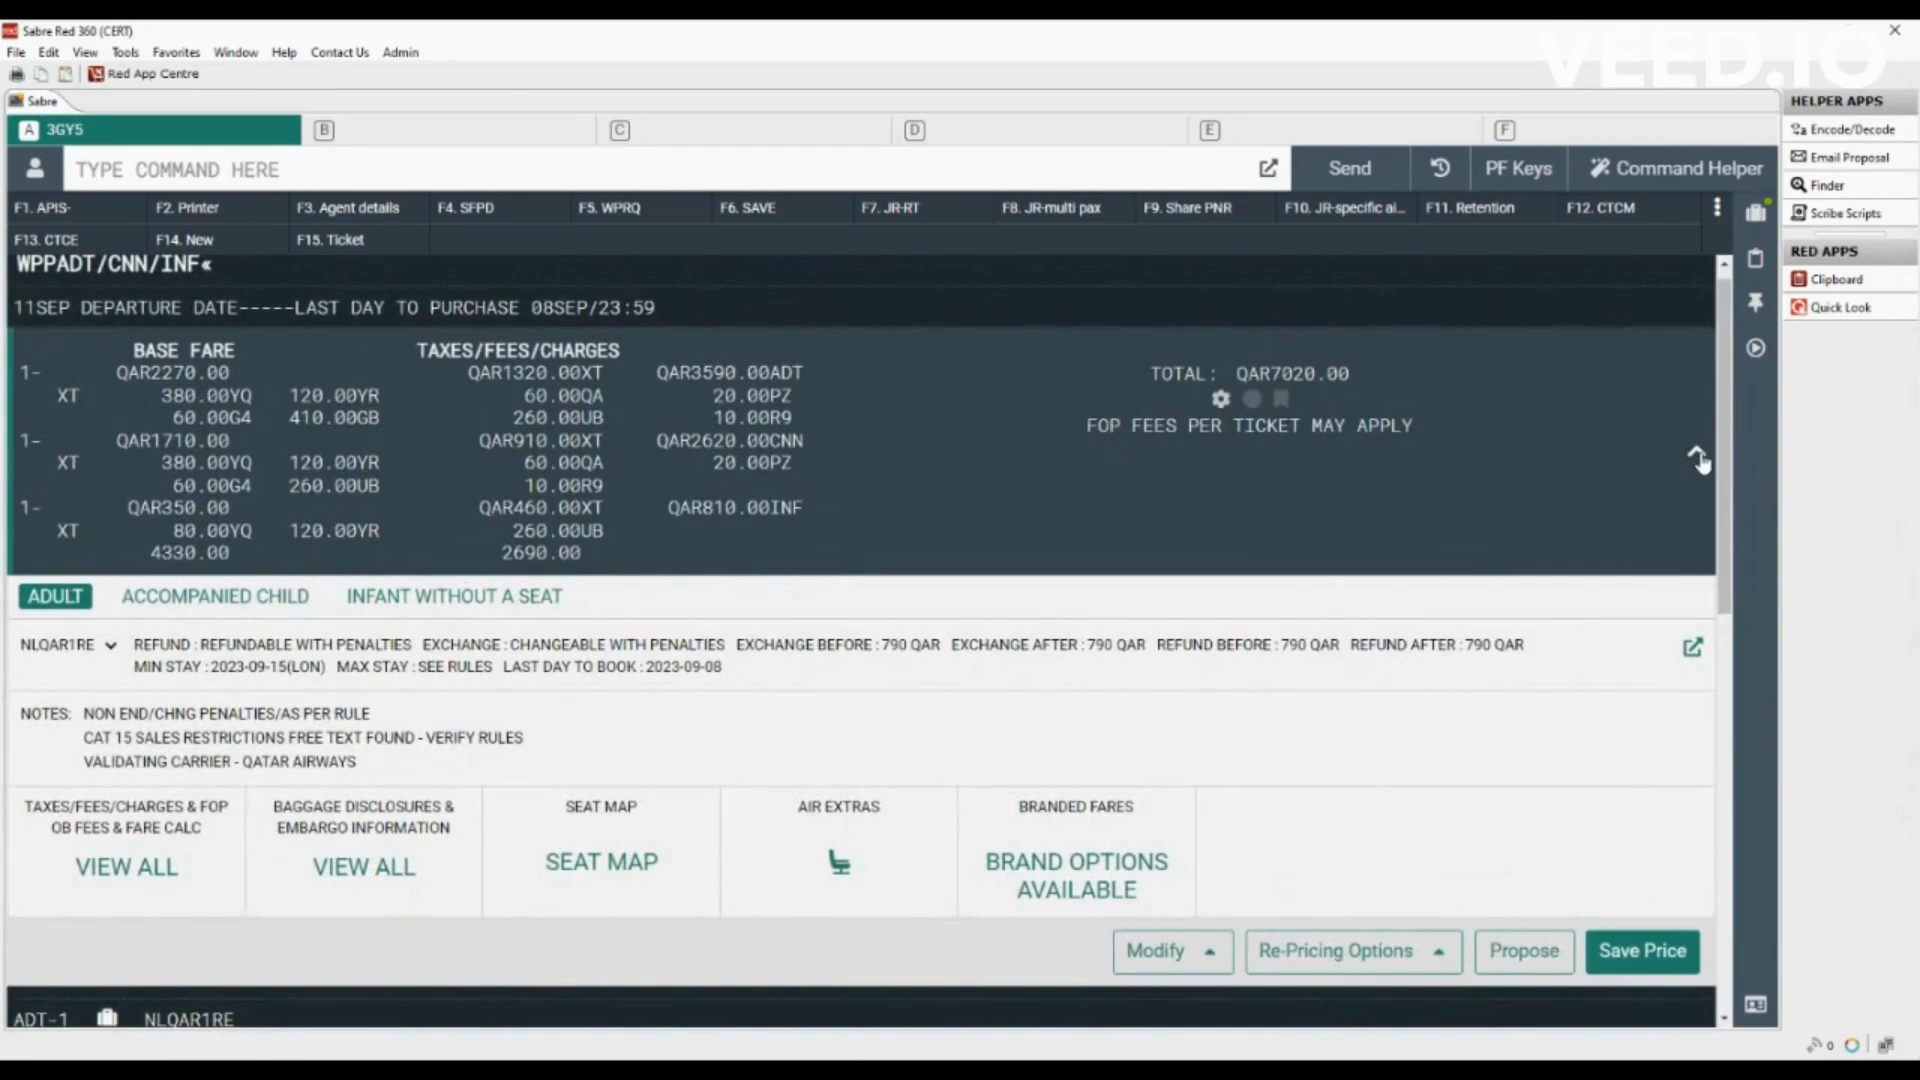 Sabre Red 360 (CERT)
VEED.IO
File Edit View Tools Favorites Window Help Contact Us Admin
Red App Centre
Sabre
HELPER APPS
A 3GY5 B C D E F
Encode/Decode
Email Proposal
Finder
Scribe Scripts
RED APPS
Clipboard
Quick Look
TYPE COMMAND HERE Send PF Keys Command Helper
F1. APIS- F2. Printer F3. Agent details F4. SFPD F5. WPRQ F6. SAVE F7. JR-RT F8. JR-multi pax F9. Share PNR F10. JR-specific ai... F11. Retention F12. CTCM
F13. CTCE F14. New F15. Ticket
WPPADT/CNN/INF«
11SEP DEPARTURE DATE-----LAST DAY TO PURCHASE 08SEP/23:59
BASE FARE TAXES/FEES/CHARGES
1- QAR2270.00 QAR1320.00XT QAR3590.00ADT TOTAL: QAR7020.00
XT 380.00YQ 120.00YR 60.00QA 20.00PZ
60.00G4 410.00GB 260.00UB 10.00R9 FOP FEES PER TICKET MAY APPLY
1- QAR1710.00 QAR910.00XT QAR2620.00CNN
XT 380.00YQ 120.00YR 60.00QA 20.00PZ
60.00G4 260.00UB 10.00R9
1- QAR350.00 QAR460.00XT QAR810.00INF
XT 80.00YQ 120.00YR 260.00UB
4330.00 2690.00
ADULT ACCOMPANIED CHILD INFANT WITHOUT A SEAT
NLQAR1RE REFUND : REFUNDABLE WITH PENALTIES EXCHANGE : CHANGEABLE WITH PENALTIES EXCHANGE BEFORE : 790 QAR EXCHANGE AFTER : 790 QAR REFUND BEFORE : 790 QAR REFUND AFTER : 790 QAR
MIN STAY : 2023-09-15(LON) MAX STAY : SEE RULES LAST DAY TO BOOK : 2023-09-08
NOTES: NON END/CHNG PENALTIES/AS PER RULE
CAT 15 SALES RESTRICTIONS FREE TEXT FOUND - VERIFY RULES
VALIDATING CARRIER - QATAR AIRWAYS
TAXES/FEES/CHARGES & FOP
OB FEES & FARE CALC
VIEW ALL
BAGGAGE DISCLOSURES &
EMBARGO INFORMATION
VIEW ALL
SEAT MAP
SEAT MAP
AIR EXTRAS
BRANDED FARES
BRAND OPTIONS
AVAILABLE
Modify Re-Pricing Options Propose Save Price
ADT-1 NLQAR1RE
0